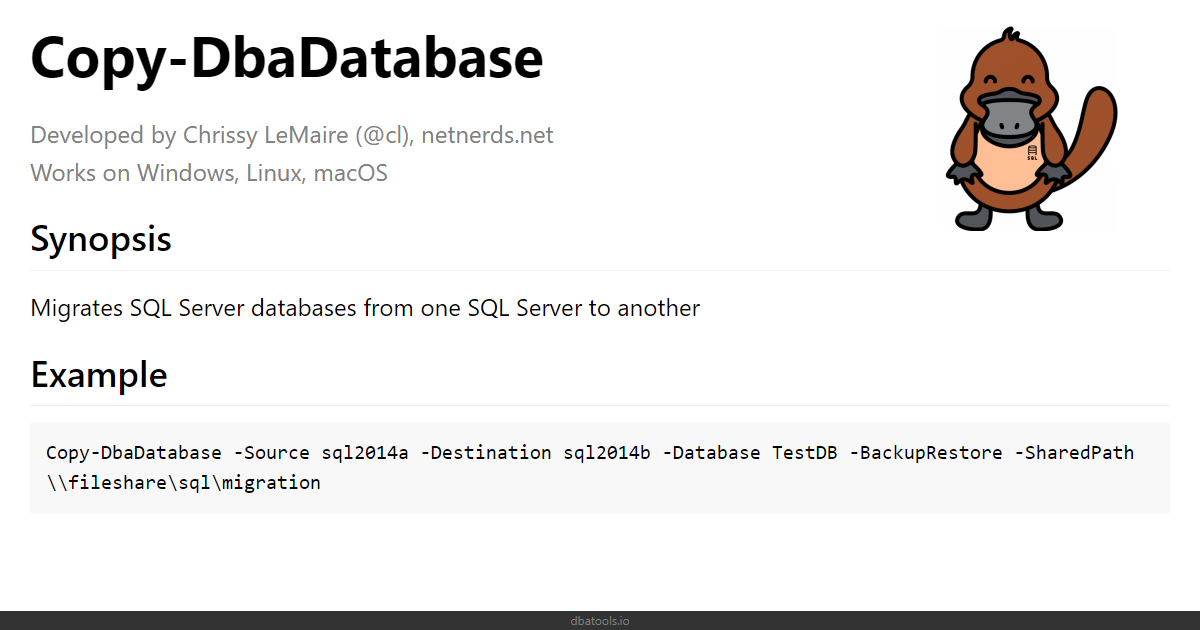 Copy-DbaDatabase
Developed by Chrissy LeMaire (@cl), netnerds.net
Works on Windows, Linux, macOS
SQL
Synopsis
Migrates SQL Server databases from one SQL Server to another
Example
Copy-DbaDatabase -Source sql2014a -Destination sql2014b -Database TestDB -BackupRestore -SharedPath
\\fileshare\sql\migration
dbatools.io